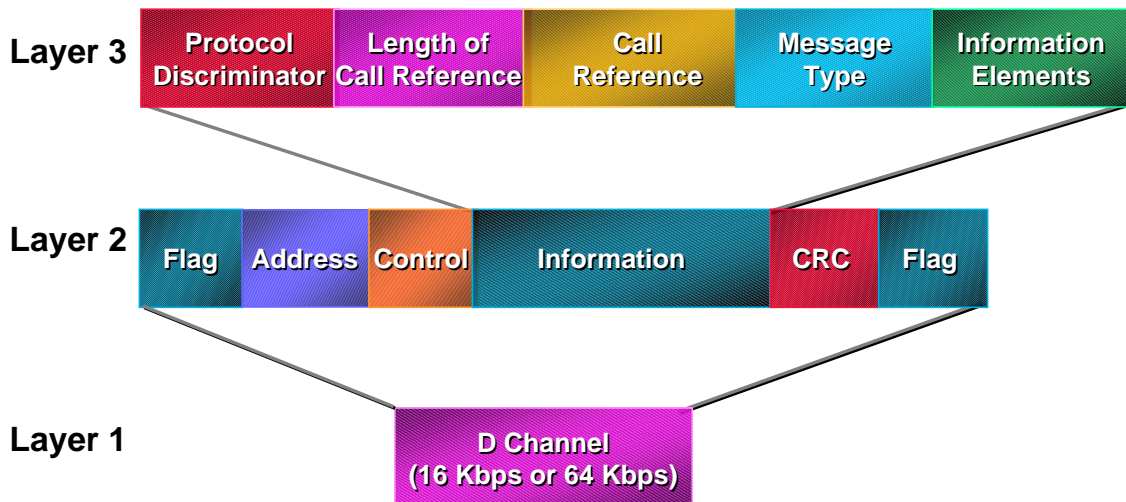 Layer 3
Protocol
Discriminator
Length of
Call Reference
Call
Reference
Message
Type
Information
Elements
Layer 2
Flag
Address
Control
Information
CRC
Flag
Layer 1
D Channel
(16 Kbps or 64 Kbps)